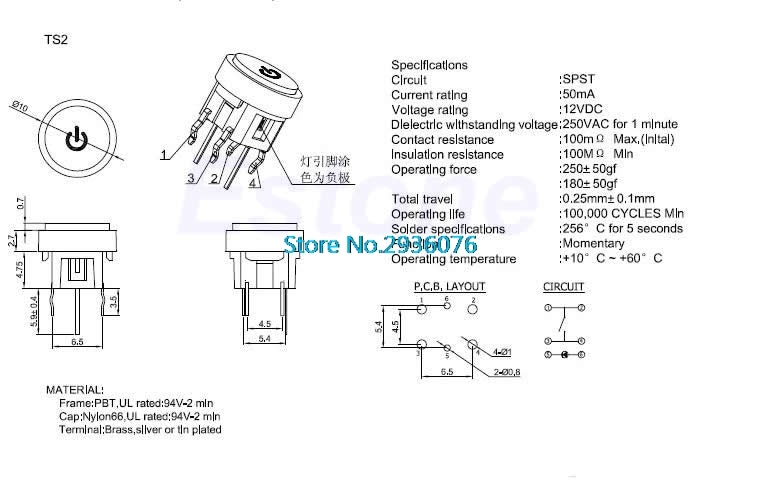 TS2
Ø10
1
3
2
4
灯引脚涂
色为负极
Specifications
Circuit :SPST
Current rating :50mA
Voltage rating :12VDC
Dielectric withstanding voltage:250VAC for 1 minute
Contact resistance :100mΩ Max.(Inital)
Insulation resistance :100MΩ Min
Operating force :250±50gf
:180±50gf
Total travel :0.25mm±0.1mm
Operating life :100,000 CYCLES Min
Solder specifications :256°C for 5 seconds
:Momentary
Operating temperature :+10°C ~ +60°C
Estone
Store No.2936076
0.7
2.7
4.75
5.9±0.4
3.5
6.5
4.5
5.4
P,C,B, LAYOUT
1 6 2
5.4
4.5
3 5 4
4-Ø1
2-Ø0,8
6.5
CIRCUIT
1 2
3 4
5 6
MATERIAL:
Frame:PBT,UL rated:94V-2 min
Cap:Nylon66,UL rated:94V-2 min
Terminal:Brass,silver or tin plated